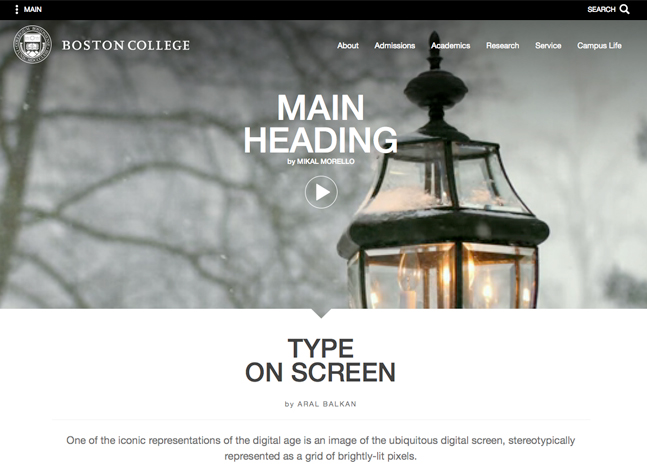 MAIN
SEARCH
BOSTON COLLEGE
About Admissions Academics Research Service Campus Life
MAIN
HEADING
by MIKAL MORELLO
TYPE
ON SCREEN
by ARAL BALKAN
One of the iconic representations of the digital age is an image of the ubiquitous digital screen, stereotypically
represented as a grid of brightly-lit pixels.